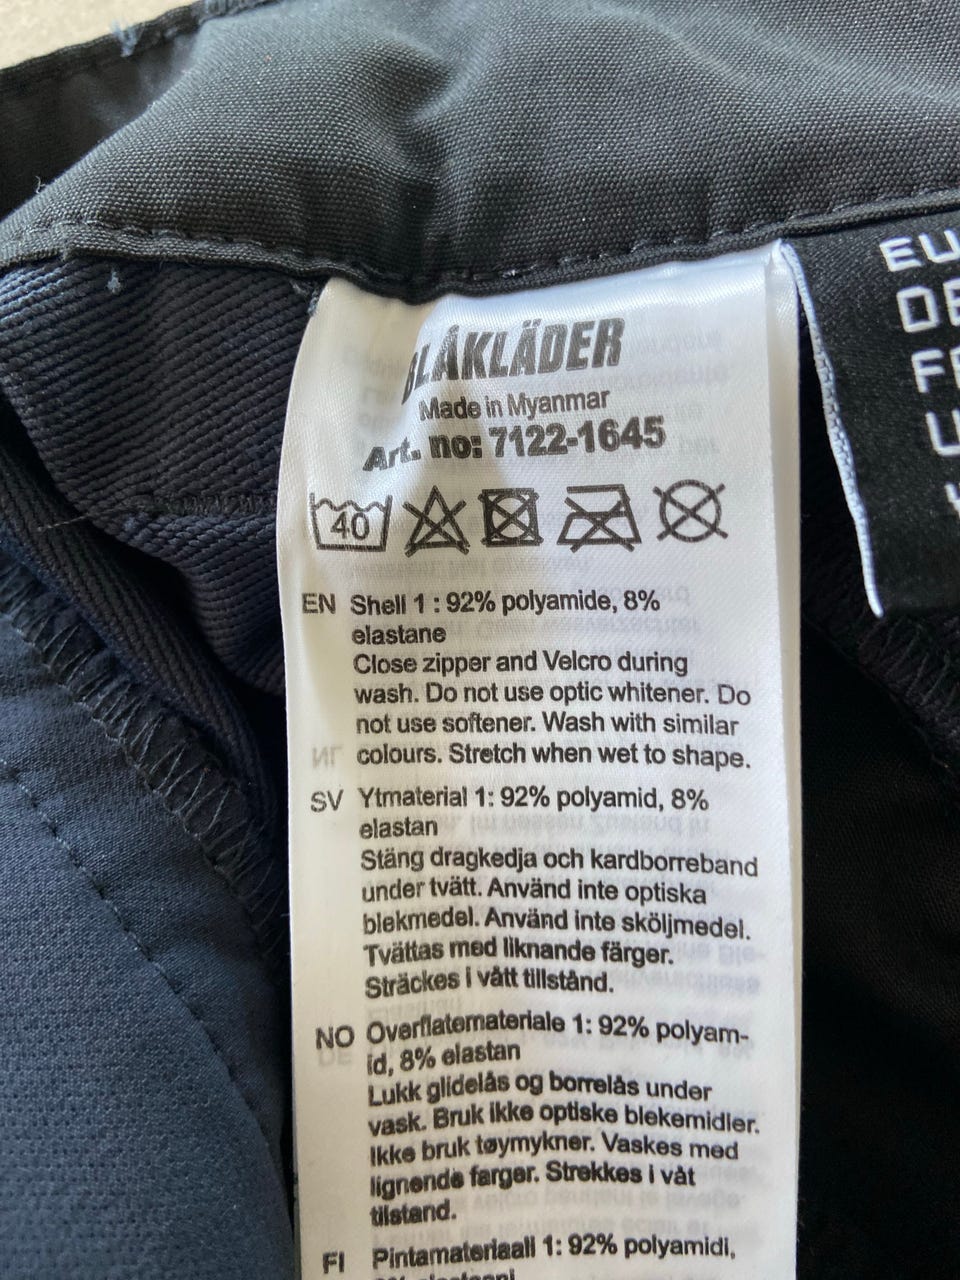 BLÅKLÄDER
Made in Myanmar
Art. no: 7122-1645
40
EN Shell 1 : 92% polyamide, 8%
elastane
Close zipper and Velcro during
wash. Do not use optic whitener. Do
not use softener. Wash with similar
colours. Stretch when wet to shape.
SV Ytmaterial 1: 92% polyamid, 8%
elastan
Stäng dragkedja och kardborreband
under tvätt. Använd inte optiska
blekmedel. Använd inte sköljmedel.
Tvättas med liknande färger.
Sträckes i vått tillstånd.
NO Overflatemateriale 1: 92% polyam-
id, 8% elastan
Lukk glidelås og borrelås under
vask. Bruk ikke optiske blekemidler.
Ikke bruk tøymykner. Vaskes med
lignende farger. Strekkes i våt
tilstand.
FI Pintamateriaali 1: 92% polyamidi,
EU
DE